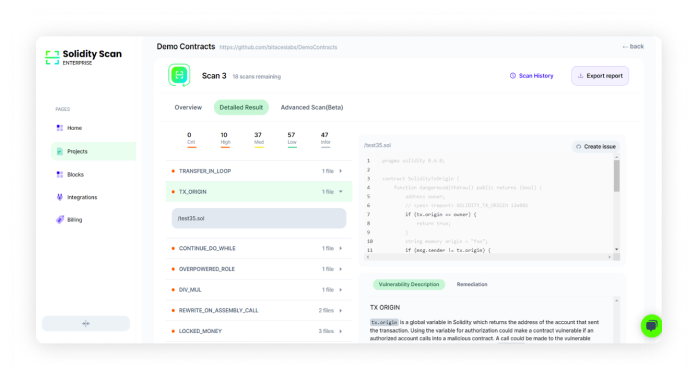 Solidity Scan
ENTERPRISE
PAGES
Home
Projects
Blocks
Integrations
Billing
Demo Contracts https://github.com/bitaceslabs/DemoContracts
← back
Scan 3 18 scans remaining
Scan History
Export report
Overview
Detailed Result
Advanced Scan(Beta)
0 10 37 57 47
Crit High Med Low Infor
TRANSFER_IN_LOOP 1 file
TX_ORIGIN 1 file
/test35.sol
CONTINUE_DO_WHILE 1 file
OVERPOWERED_ROLE 1 file
DIV_MUL 1 file
REWRITE_ON_ASSEMBLY_CALL 2 files
LOCKED_MONEY 3 files
/test35.sol
Create issue
1 pragma solidity 0.5.0;
2
3 contract SolidityTxOrigin {
4 function dangerousWithdraw() public returns (bool) {
5 address owner;
6
7 if (tx.origin == owner) {
8 return true;
9 }
10 string memory origin = "foo";
11 if (msg.sender != tx.origin) {
Vulnerability Description
Remediation
TX ORIGIN
tx.origin is a global variable in Solidity which returns the address of the account that sent
the transaction. Using the variable for authorization could make a contract vulnerable if an
authorized account calls into a malicious contract. A call could be made to the vulnerable